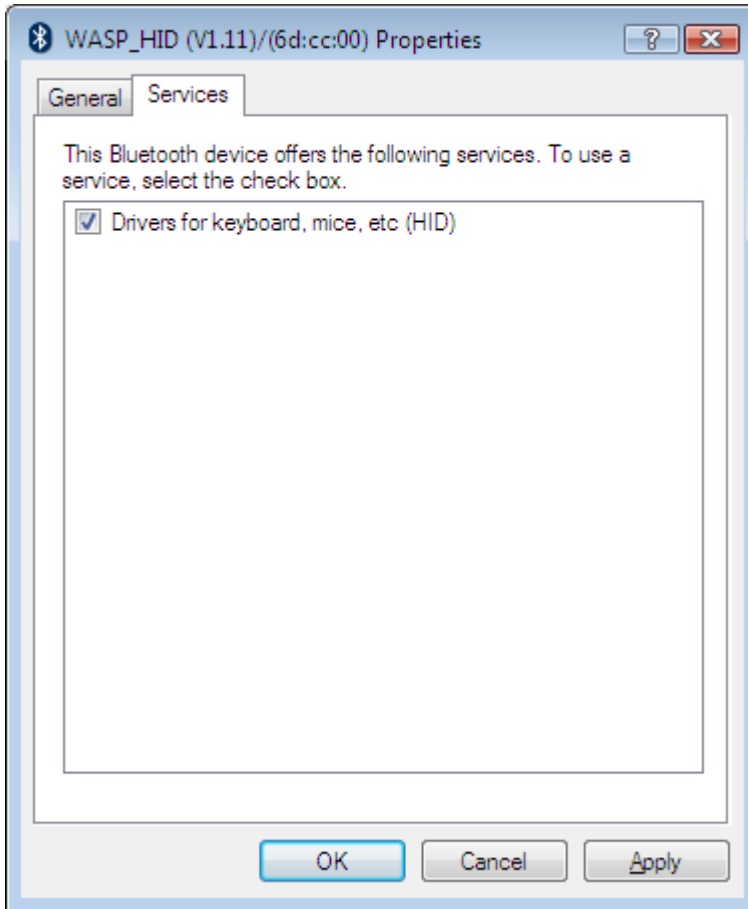 WASP_HID (V1.11)/(6d:cc:00) Properties
General
Services
This Bluetooth device offers the following services. To use a
service, select the check box.
Drivers for keyboard, mice, etc (HID)
OK
Cancel
Apply